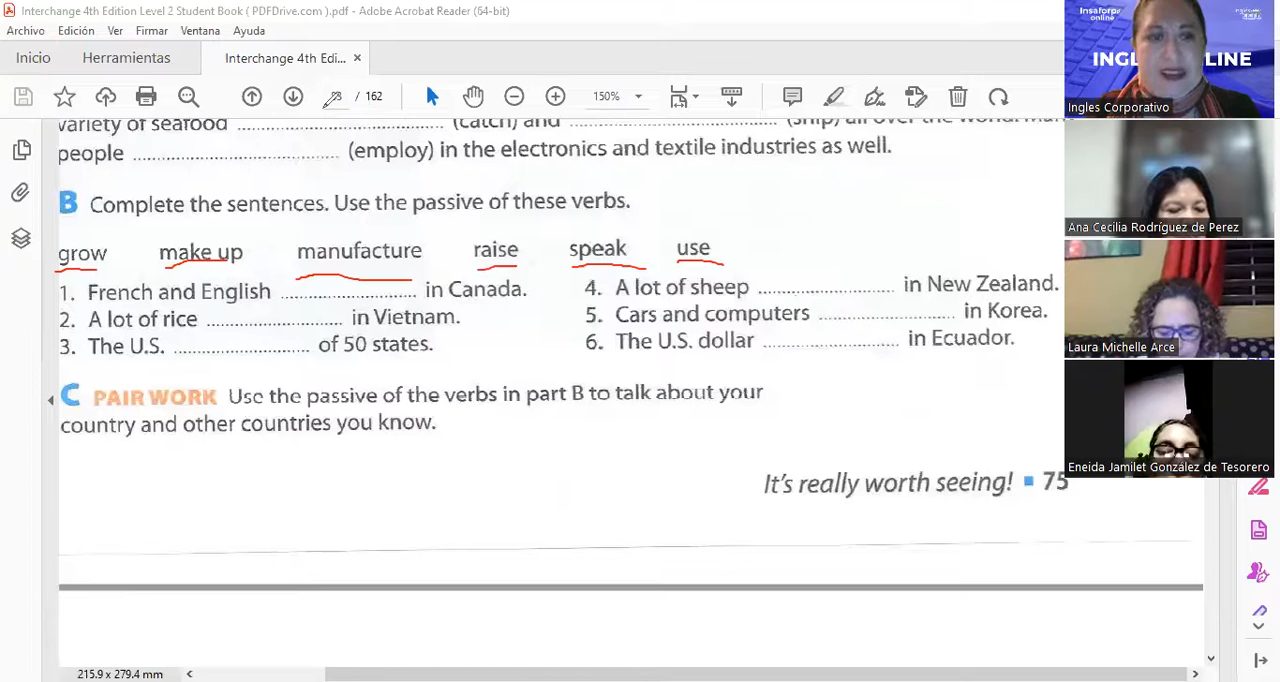 Interchange 4th Edition Level 2 Student Book ( PDFDrive.com ).pdf - Adobe Acrobat Reader (64-bit)
Archivo Edición Ver Firmar Ventana Ayuda
Inicio Herramientas Interchange 4th Edi... ×
/ 162 150%
variety of seafood (catch) and (ship) all over the world.
people (employ) in the electronics and textile industries as well.
B Complete the sentences. Use the passive of these verbs.
grow make up manufacture raise speak use
1. French and English in Canada.
2. A lot of rice in Vietnam.
3. The U.S. of 50 states.
4. A lot of sheep in New Zealand.
5. Cars and computers in Korea.
6. The U.S. dollar in Ecuador.
C PAIR WORK Use the passive of the verbs in part B to talk about your
country and other countries you know.
It's really worth seeing! ■ 75
215.9 x 279.4 mm
Insaforp
online
INGL LINE
Ingles Corporativo
Ana Cecilia Rodríguez de Perez
Laura Michelle Arce
Eneida Jamilet González de Tesorero